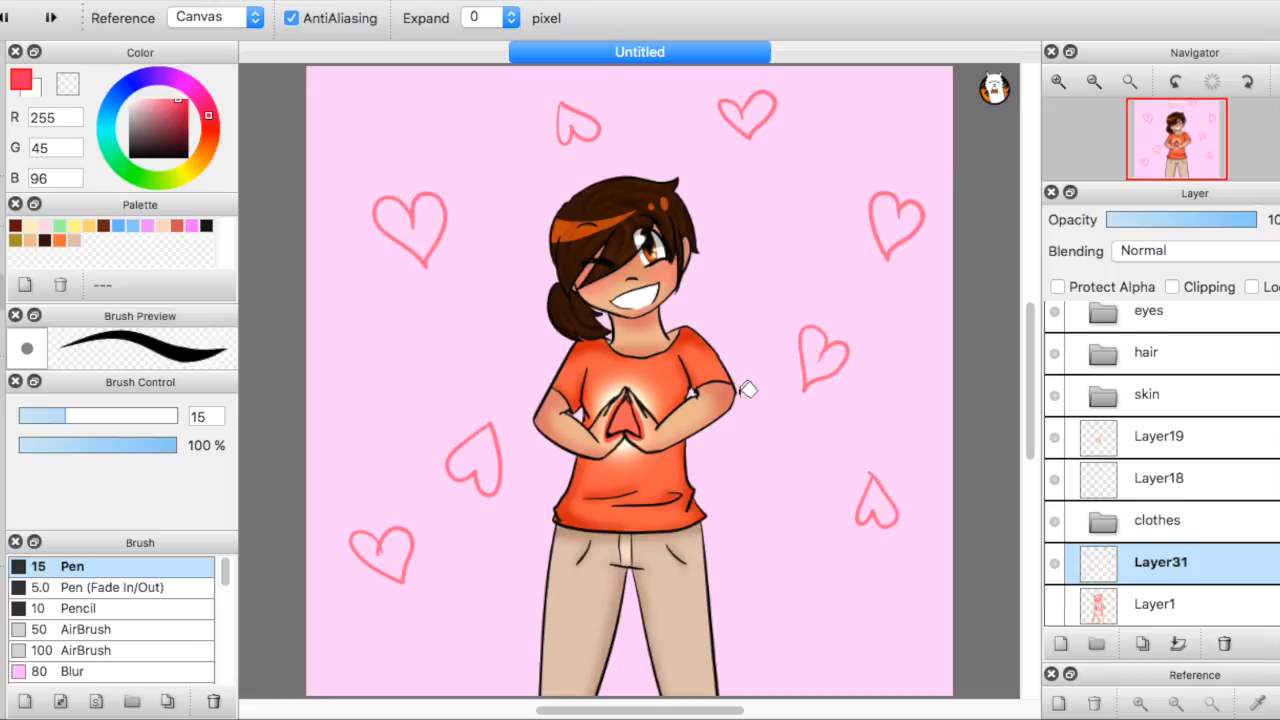 Reference Canvas AntiAliasing Expand 0 pixel
Color
Untitled
Navigator
R 255
G 45
B 96
Palette
---
Brush Preview
Brush Control
15
100 %
Brush
15 Pen
5.0 Pen (Fade In/Out)
10 Pencil
50 AirBrush
100 AirBrush
80 Blur
Layer
Opacity 10
Blending Normal
Protect Alpha Clipping Lo
eyes
hair
skin
Layer19
Layer18
clothes
Layer31
Layer1
Reference